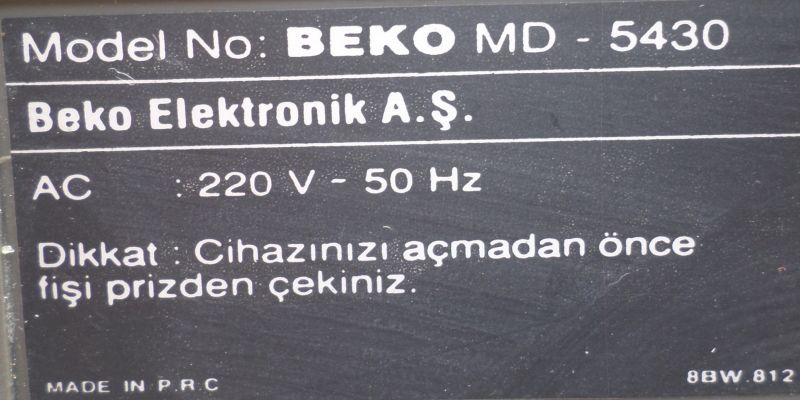 Model No: BEKO MD - 5430
Beko Elektronik A.Ş.
AC : 220 V - 50 Hz
Dikkat : Cihazınızı açmadan önce
fişi prizden çekiniz.
MADE IN P.R.C
8BW.812